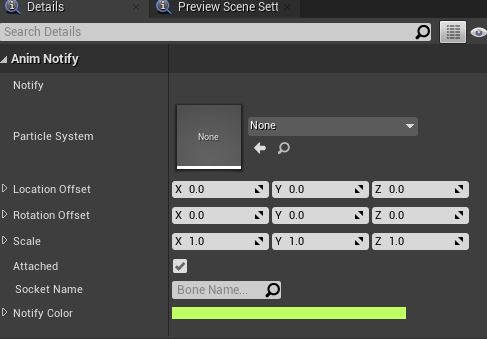 Details
Preview Scene Sett
Search Details
Anim Notify
Notify
Particle System
None
None
Location Offset
X 0.0 Y 0.0 Z 0.0
Rotation Offset
X 0.0 Y 0.0 Z 0.0
Scale
X 1.0 Y 1.0 Z 1.0
Attached
Socket Name
Bone Name...
Notify Color